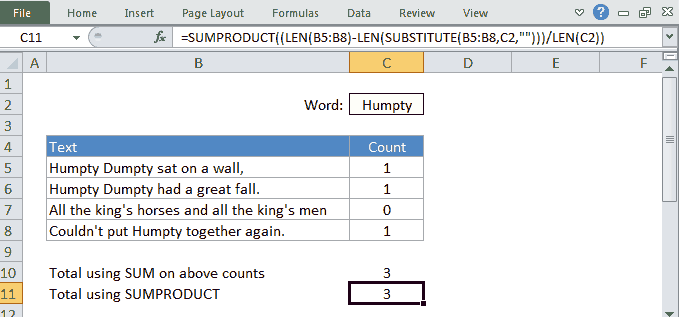 File Home Insert Page Layout Formulas Data Review View
C11 fx =SUMPRODUCT((LEN(B5:B8)-LEN(SUBSTITUTE(B5:B8,C2,"")))/LEN(C2))
A B C D E F
1
2 Word: Humpty
3
4 Text Count
5 Humpty Dumpty sat on a wall, 1
6 Humpty Dumpty had a great fall. 1
7 All the king's horses and all the king's men 0
8 Couldn't put Humpty together again. 1
9
10 Total using SUM on above counts 3
11 Total using SUMPRODUCT 3
12